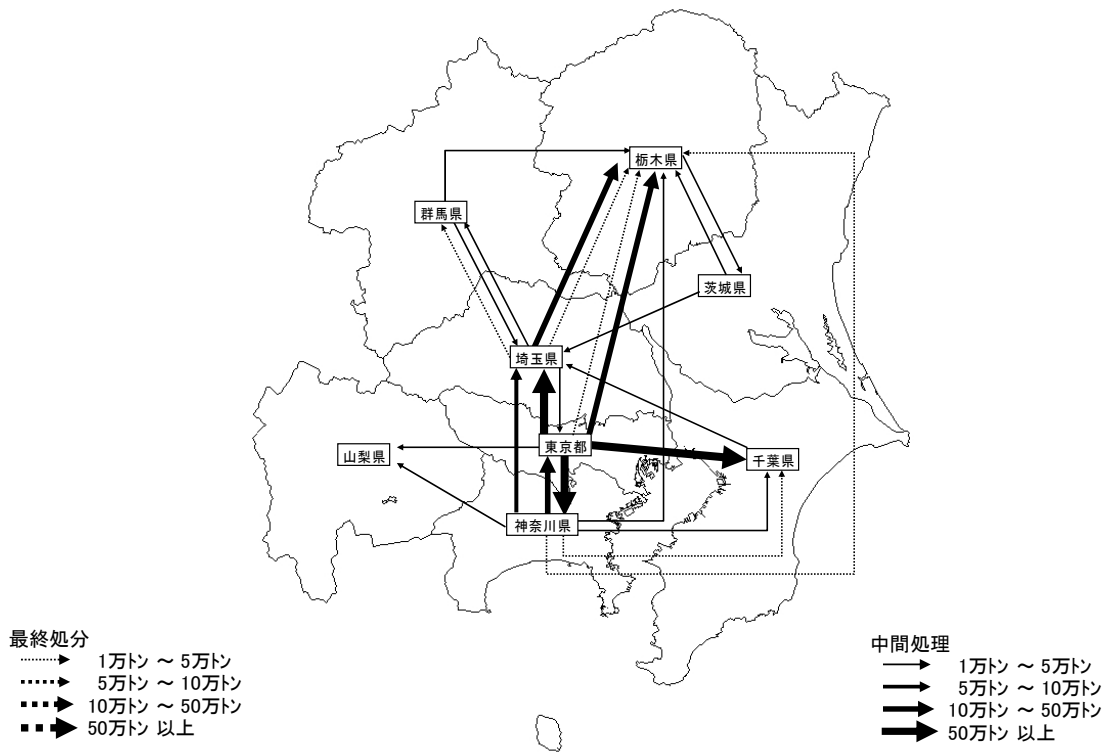 栃木県
群馬県
茨城県
埼玉県
東京都
山梨県
千葉県
神奈川県
最終処分
1万トン ～ 5万トン
5万トン ～ 10万トン
10万トン ～ 50万トン
50万トン 以上
中間処理
1万トン ～ 5万トン
5万トン ～ 10万トン
10万トン ～ 50万トン
50万トン 以上